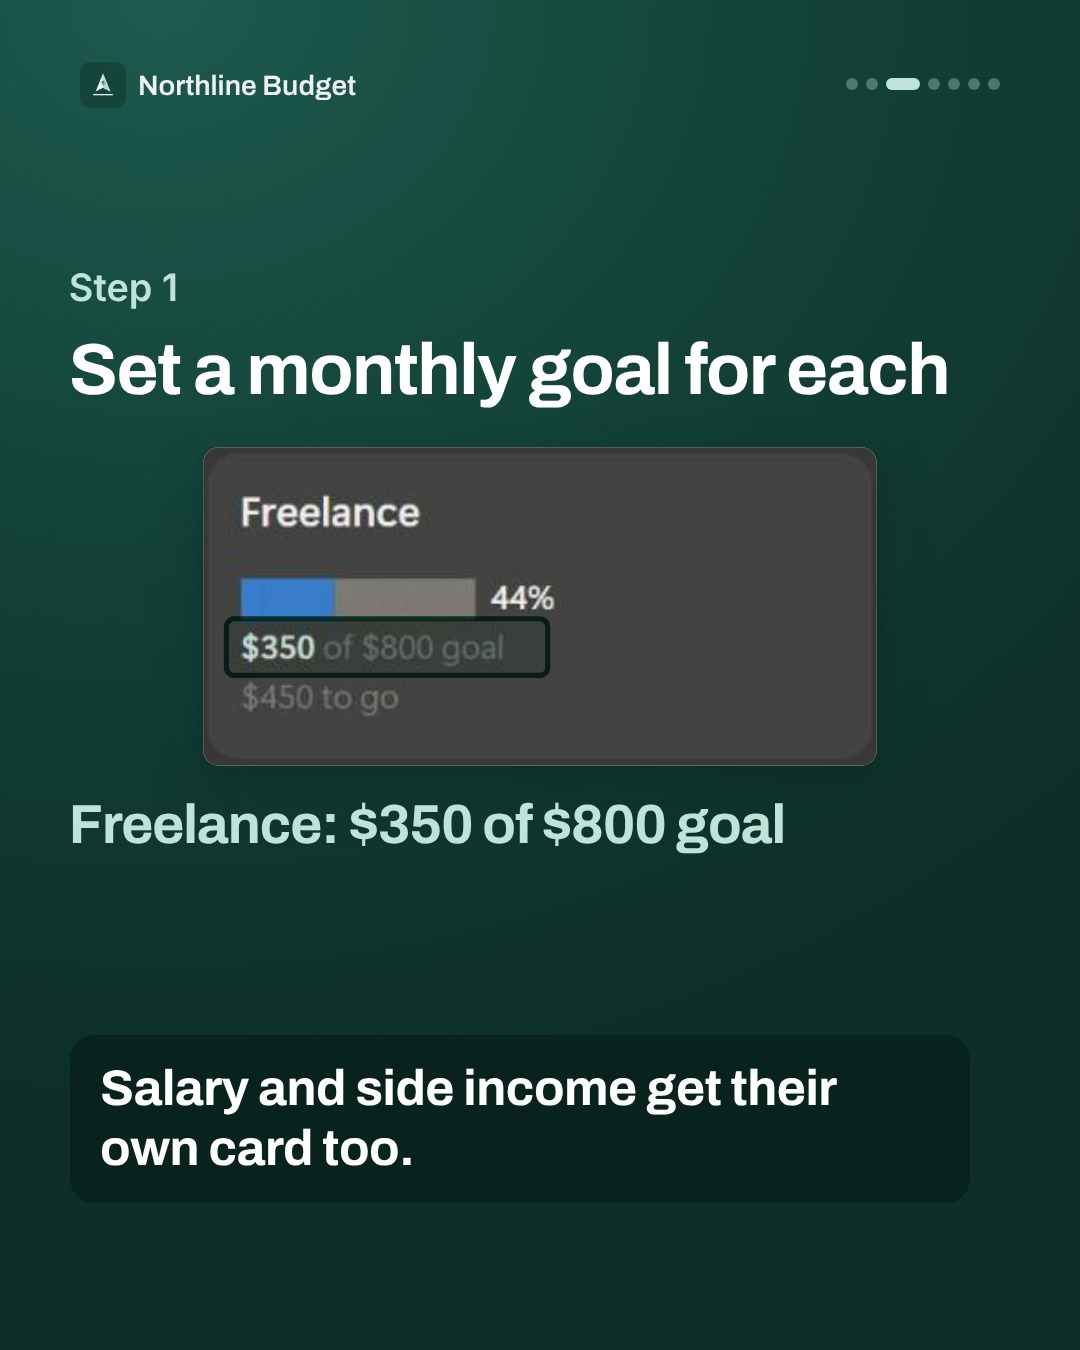 Northline Budget
Step 1
Set a monthly goal for each
Freelance
44%
$350 of $800 goal
$450 to go
Freelance: $350 of $800 goal
Salary and side income get their
own card too.